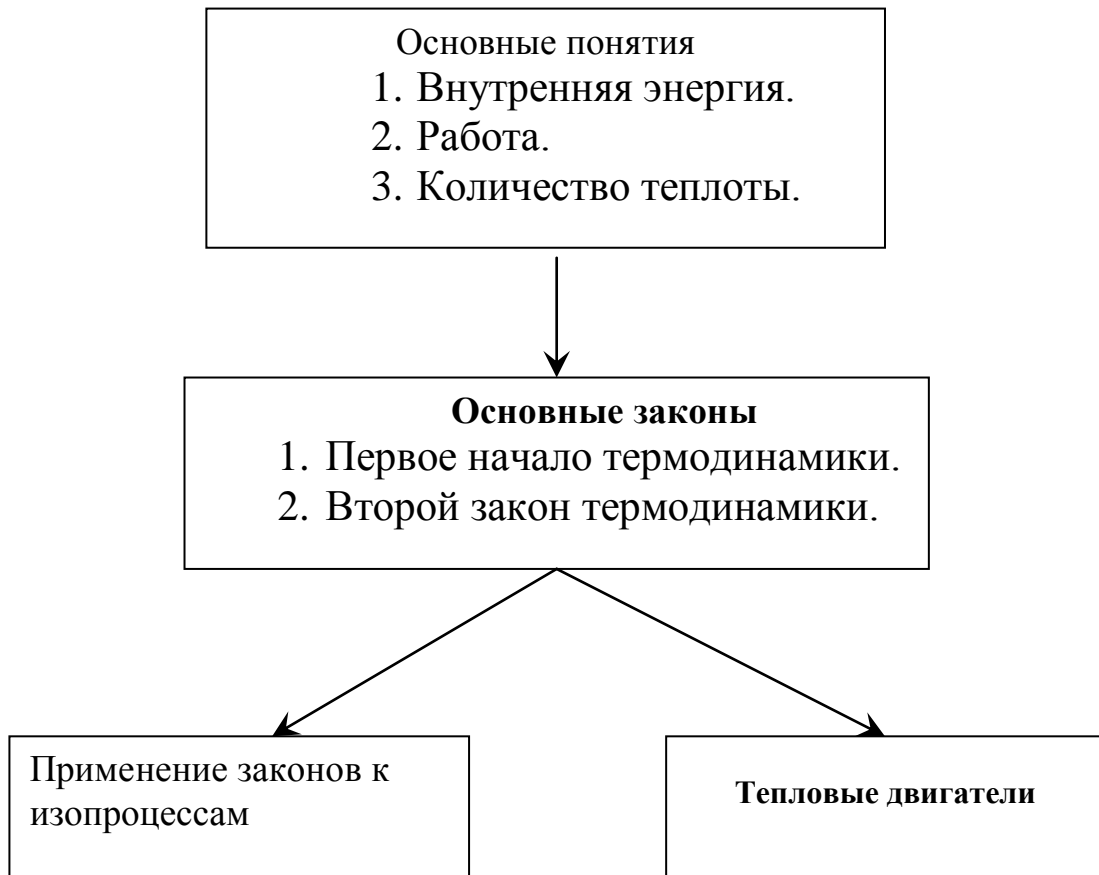 Основные понятия
1. Внутренняя энергия.
2. Работа.
3. Количество теплоты.
Основные законы
1. Первое начало термодинамики.
2. Второй закон термодинамики.
Применение законов к
изопроцессам
Тепловые двигатели